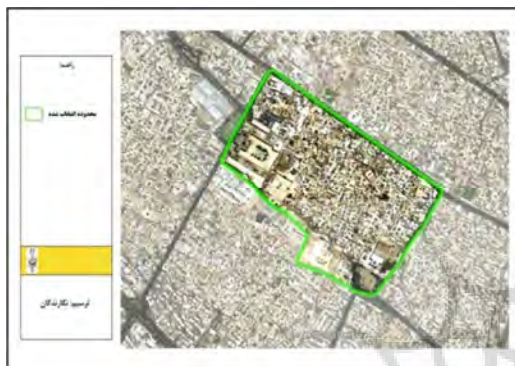 راهنما
محدوده انتخاب شده
ترسیم: نگارندگان